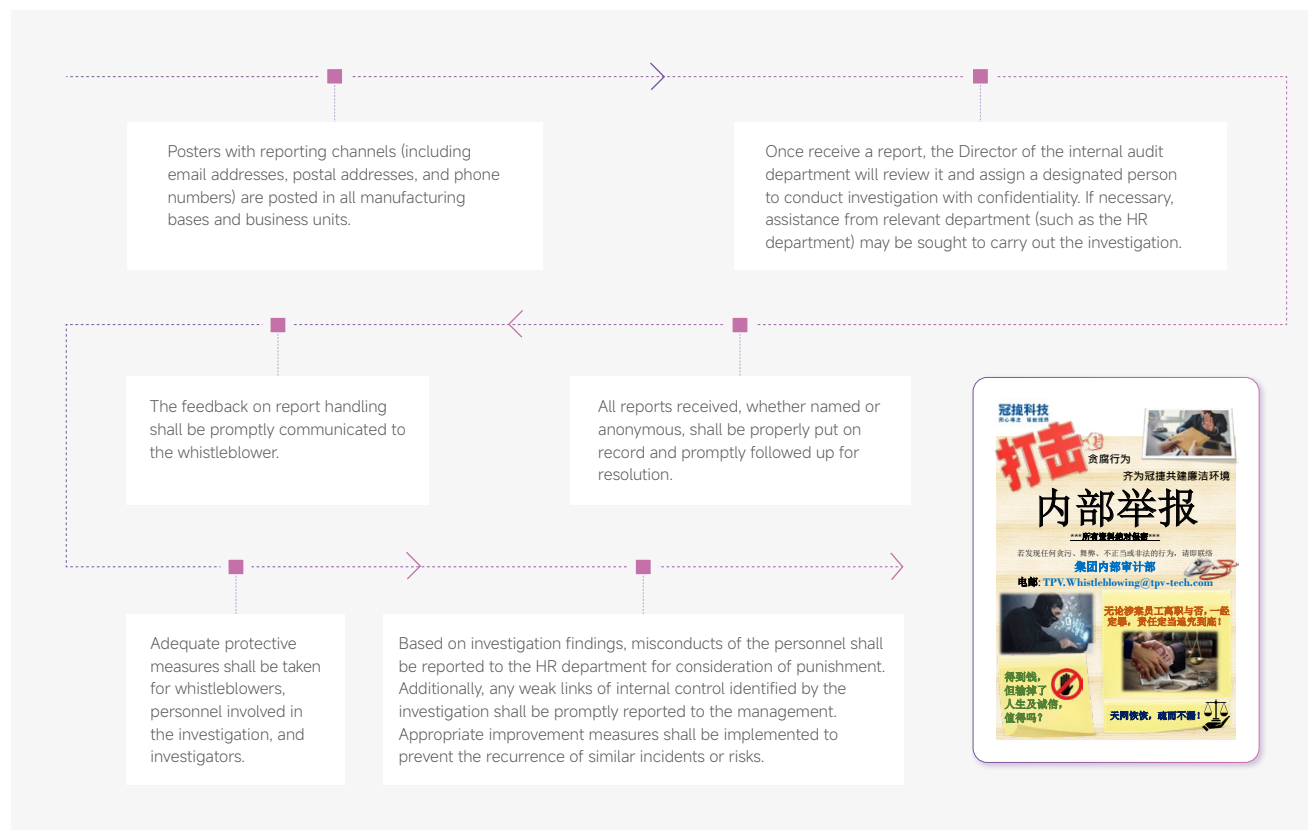 Posters with reporting channels (including
email addresses, postal addresses, and phone
numbers) are posted in all manufacturing
bases and business units.
Once receive a report, the Director of the internal audit
department will review it and assign a designated person
to conduct investigation with confidentiality. If necessary,
assistance from relevant department (such as the HR
department) may be sought to carry out the investigation.
All reports received, whether named or
anonymous, shall be properly put on
record and promptly followed up for
resolution.
The feedback on report handling
shall be promptly communicated to
the whistleblower.
Adequate protective
measures shall be taken
for whistleblowers,
personnel involved in
the investigation, and
investigators.
Based on investigation findings, misconducts of the personnel shall
be reported to the HR department for consideration of punishment.
Additionally, any weak links of internal control identified by the
investigation shall be promptly reported to the management.
Appropriate improvement measures shall be implemented to
prevent the recurrence of similar incidents or risks.
冠捷科技
打击
贪腐行为
齐为冠捷共建廉洁环境
内部举报
***所有资料绝对保密***
若发现任何贪污、舞弊、不正当或非法的行为，请即联络
集团内部审计部
电邮: TPV.Whistleblowing@tpv-tech.com
无论涉案员工离职与否，一经
定罪，责任定当追究到底！
得到钱，
但输掉了
人生及诚信，
值得吗？
天网恢恢，疏而不漏！